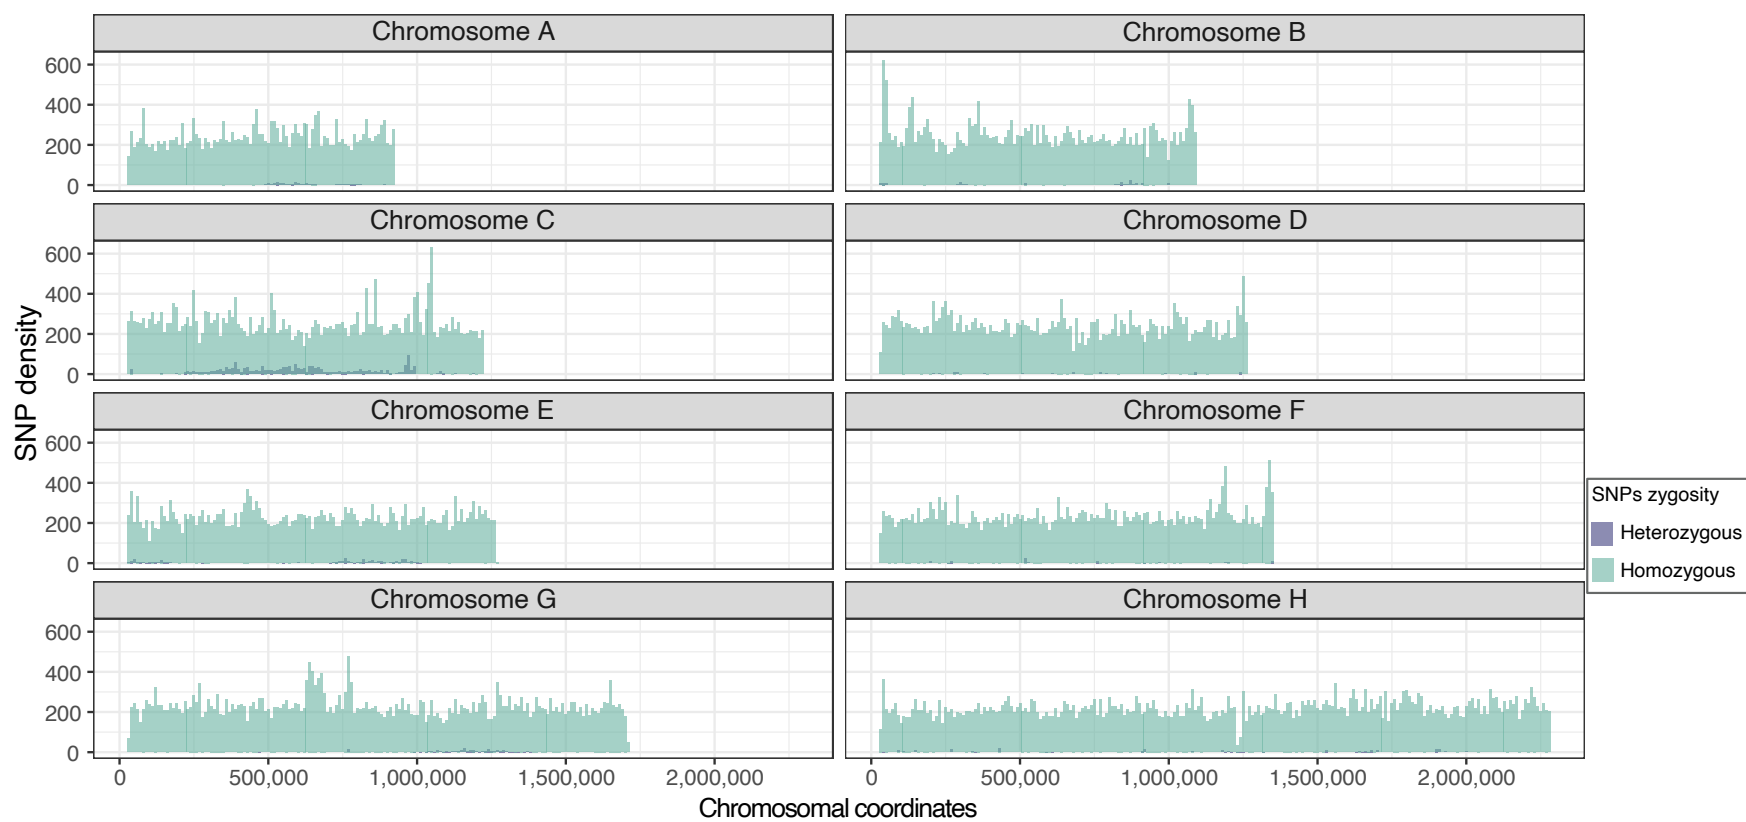 Chromosome A
Chromosome B
600
400
200
0
Chromosome C
Chromosome D
600
400
200
0
SNP density
Chromosome E
Chromosome F
600
400
200
0
SNPs zygosity
Heterozygous
Homozygous
Chromosome G
Chromosome H
600
400
200
0
0 500,000 1,000,000 1,500,000 2,000,000
0 500,000 1,000,000 1,500,000 2,000,000
Chromosomal coordinates